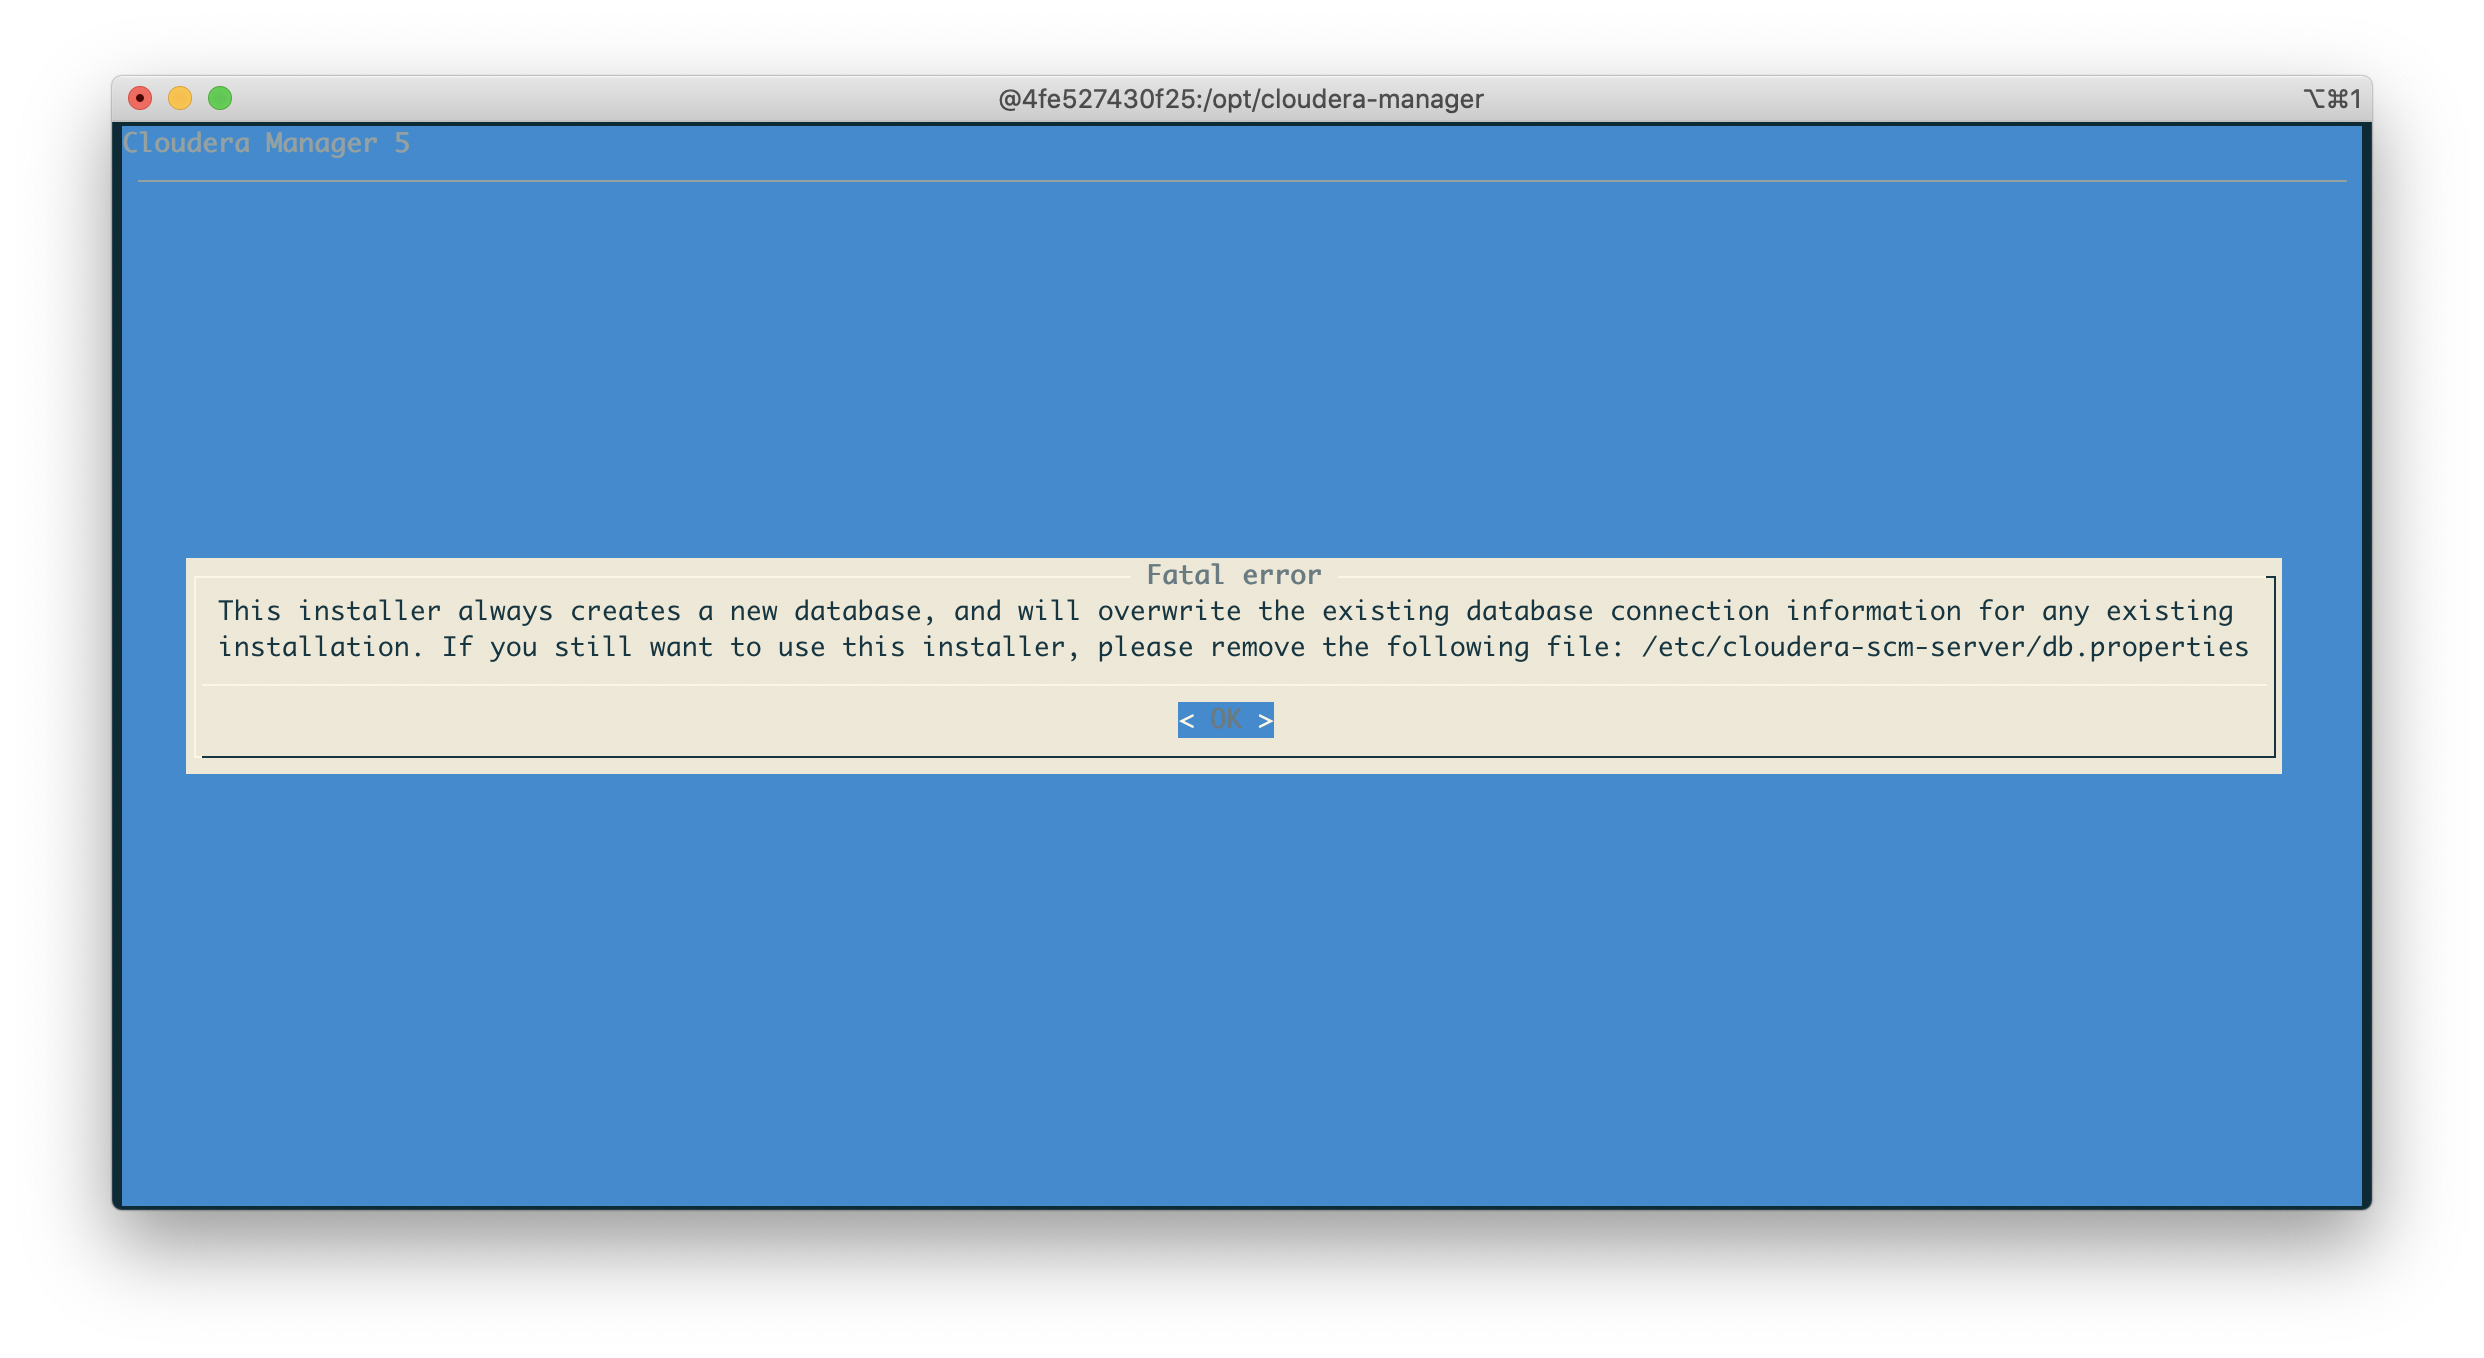 @4fe527430f25:/opt/cloudera-manager
⌥⌘1
Cloudera Manager 5
Fatal error
This installer always creates a new database, and will overwrite the existing database connection information for any existing
installation. If you still want to use this installer, please remove the following file: /etc/cloudera-scm-server/db.properties
< OK >